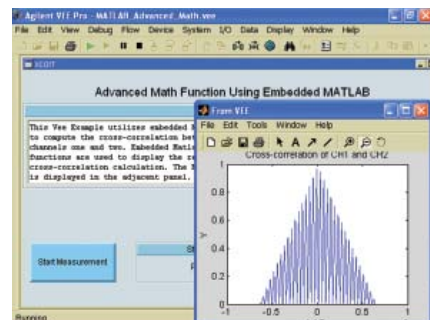 Agilent VEE Pro - MATLAB_Advanced_Math.vee
File Edit View Debug Flow Device System I/O Data Display Window Help
Advanced Math Function Using Embedded MATLAB
This Vee Example utilizes embedded
to compute the cross-correlation
channels one and two. Embedded
functions are used to display the
cross-correlation calculation. The
is displayed in the adjacent panel.
Start Measurement
From VEE
File Edit Tools Window Help
Cross-correlation of CH1 and CH2
Y
1
0.8
0.6
0.4
0.2
0
-1 -0.5 0 0.5 1
Running